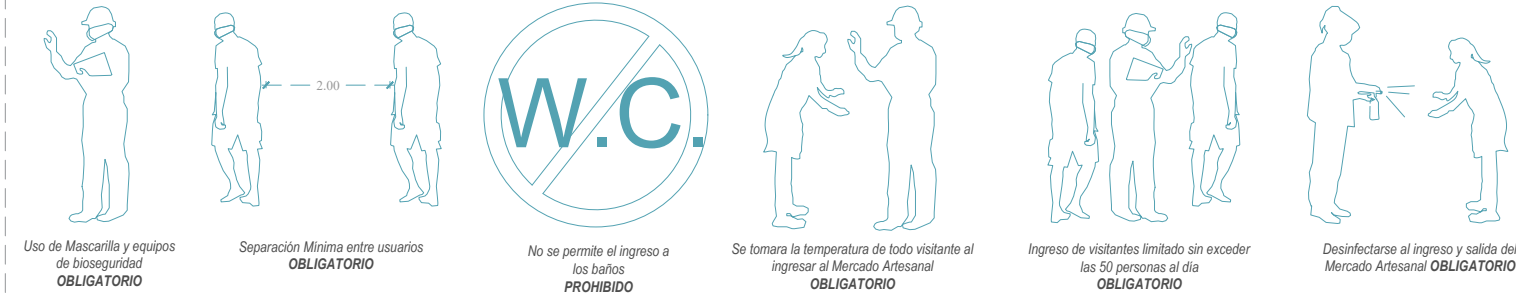 2.00
W.C.
Uso de Mascarilla y equipos
de bioseguridad
OBLIGATORIO
Separación Minima entre usuarios
OBLIGATORIO
No se permite el ingreso a
los baños
PROHIBIDO
Se tomara la temperatura de todo visitante al
ingresar al Mercado Artesanal
OBLIGATORIO
Ingreso de visitantes limitado sin exceder
las 50 personas al día
OBLIGATORIO
Desinfectarse al ingreso y salida del
Mercado Artesanal OBLIGATORIO